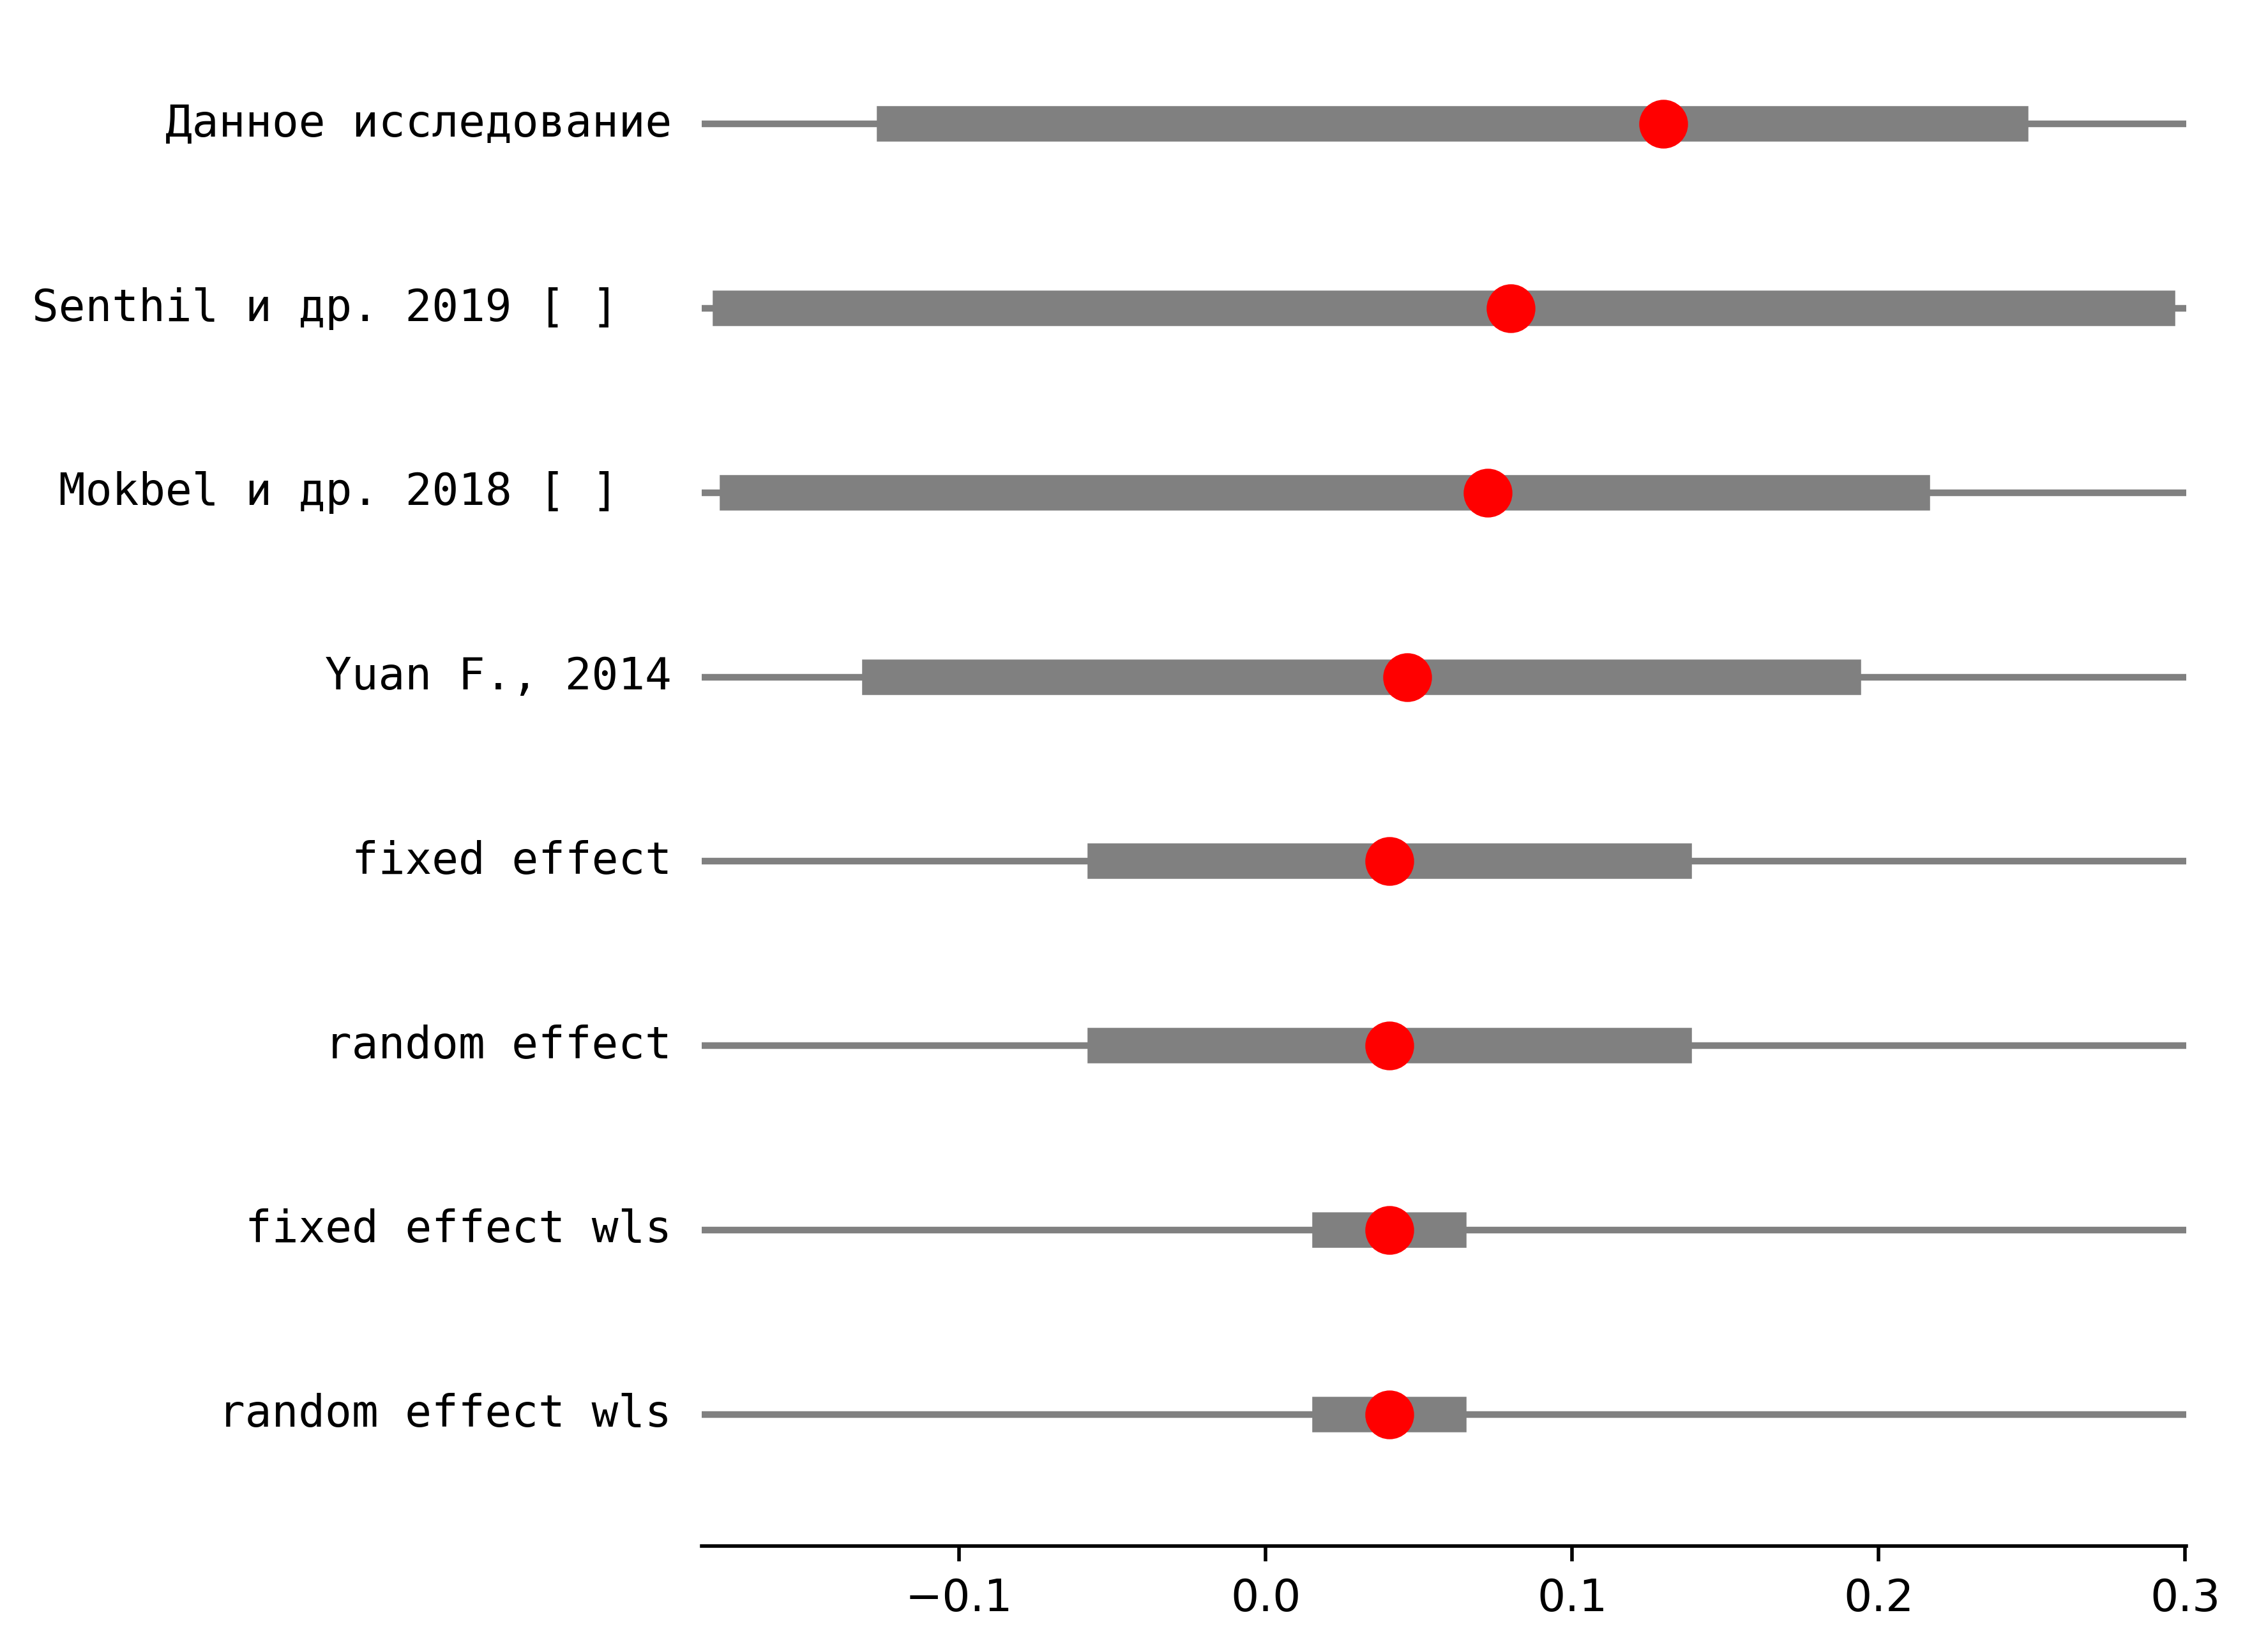 Данное исследование
Senthil и др. 2019 [ ]
Mokbel и др. 2018 [ ]
Yuan F., 2014
fixed effect
random effect
fixed effect wls
random effect wls
−0.1 0.0 0.1 0.2 0.3